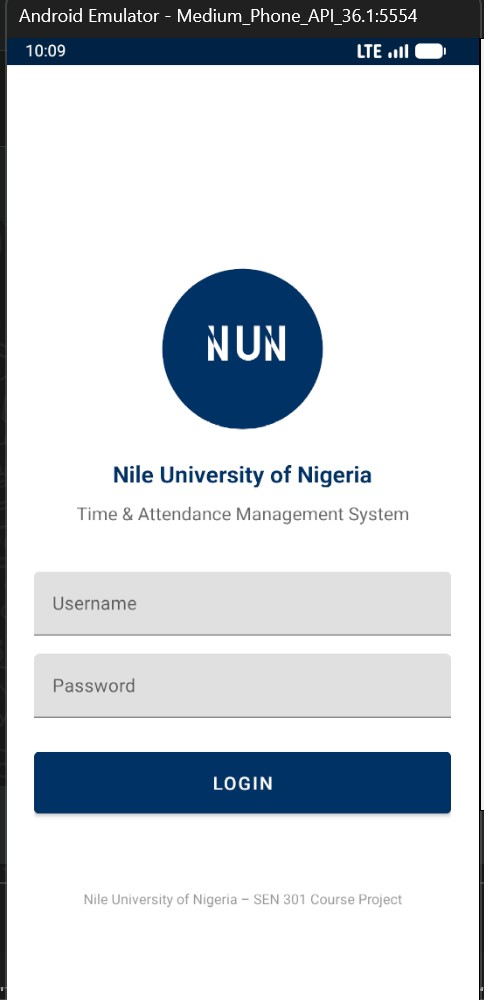 Android Emulator - Medium_Phone_API_36.1:5554
10:09 LTE
NUN
Nile University of Nigeria
Time & Attendance Management System
Username
Password
LOGIN
Nile University of Nigeria – SEN 301 Course Project